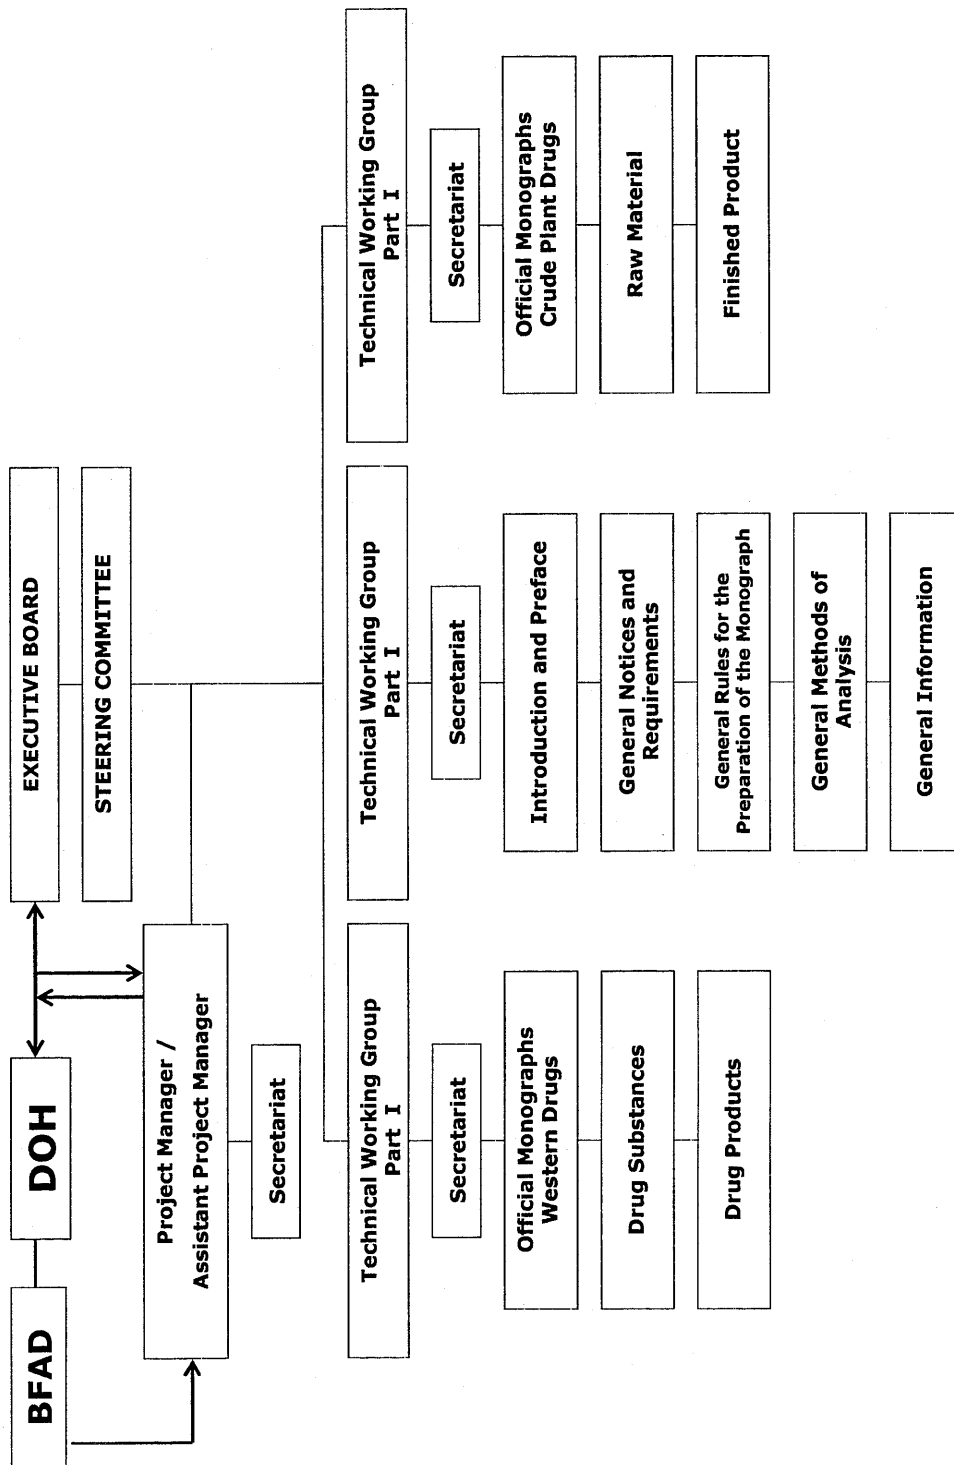 BFAD
DOH
EXECUTIVE BOARD
STEERING COMMITTEE
Project Manager /
Assistant Project Manager
Secretariat
Technical Working Group
Part I
Secretariat
Official Monographs
Western Drugs
Drug Substances
Drug Products
Technical Working Group
Part I
Secretariat
Introduction and Preface
General Notices and
Requirements
General Rules for the
Preparation of the Monograph
General Methods of
Analysis
General Information
Technical Working Group
Part I
Secretariat
Official Monographs
Crude Plant Drugs
Raw Material
Finished Product